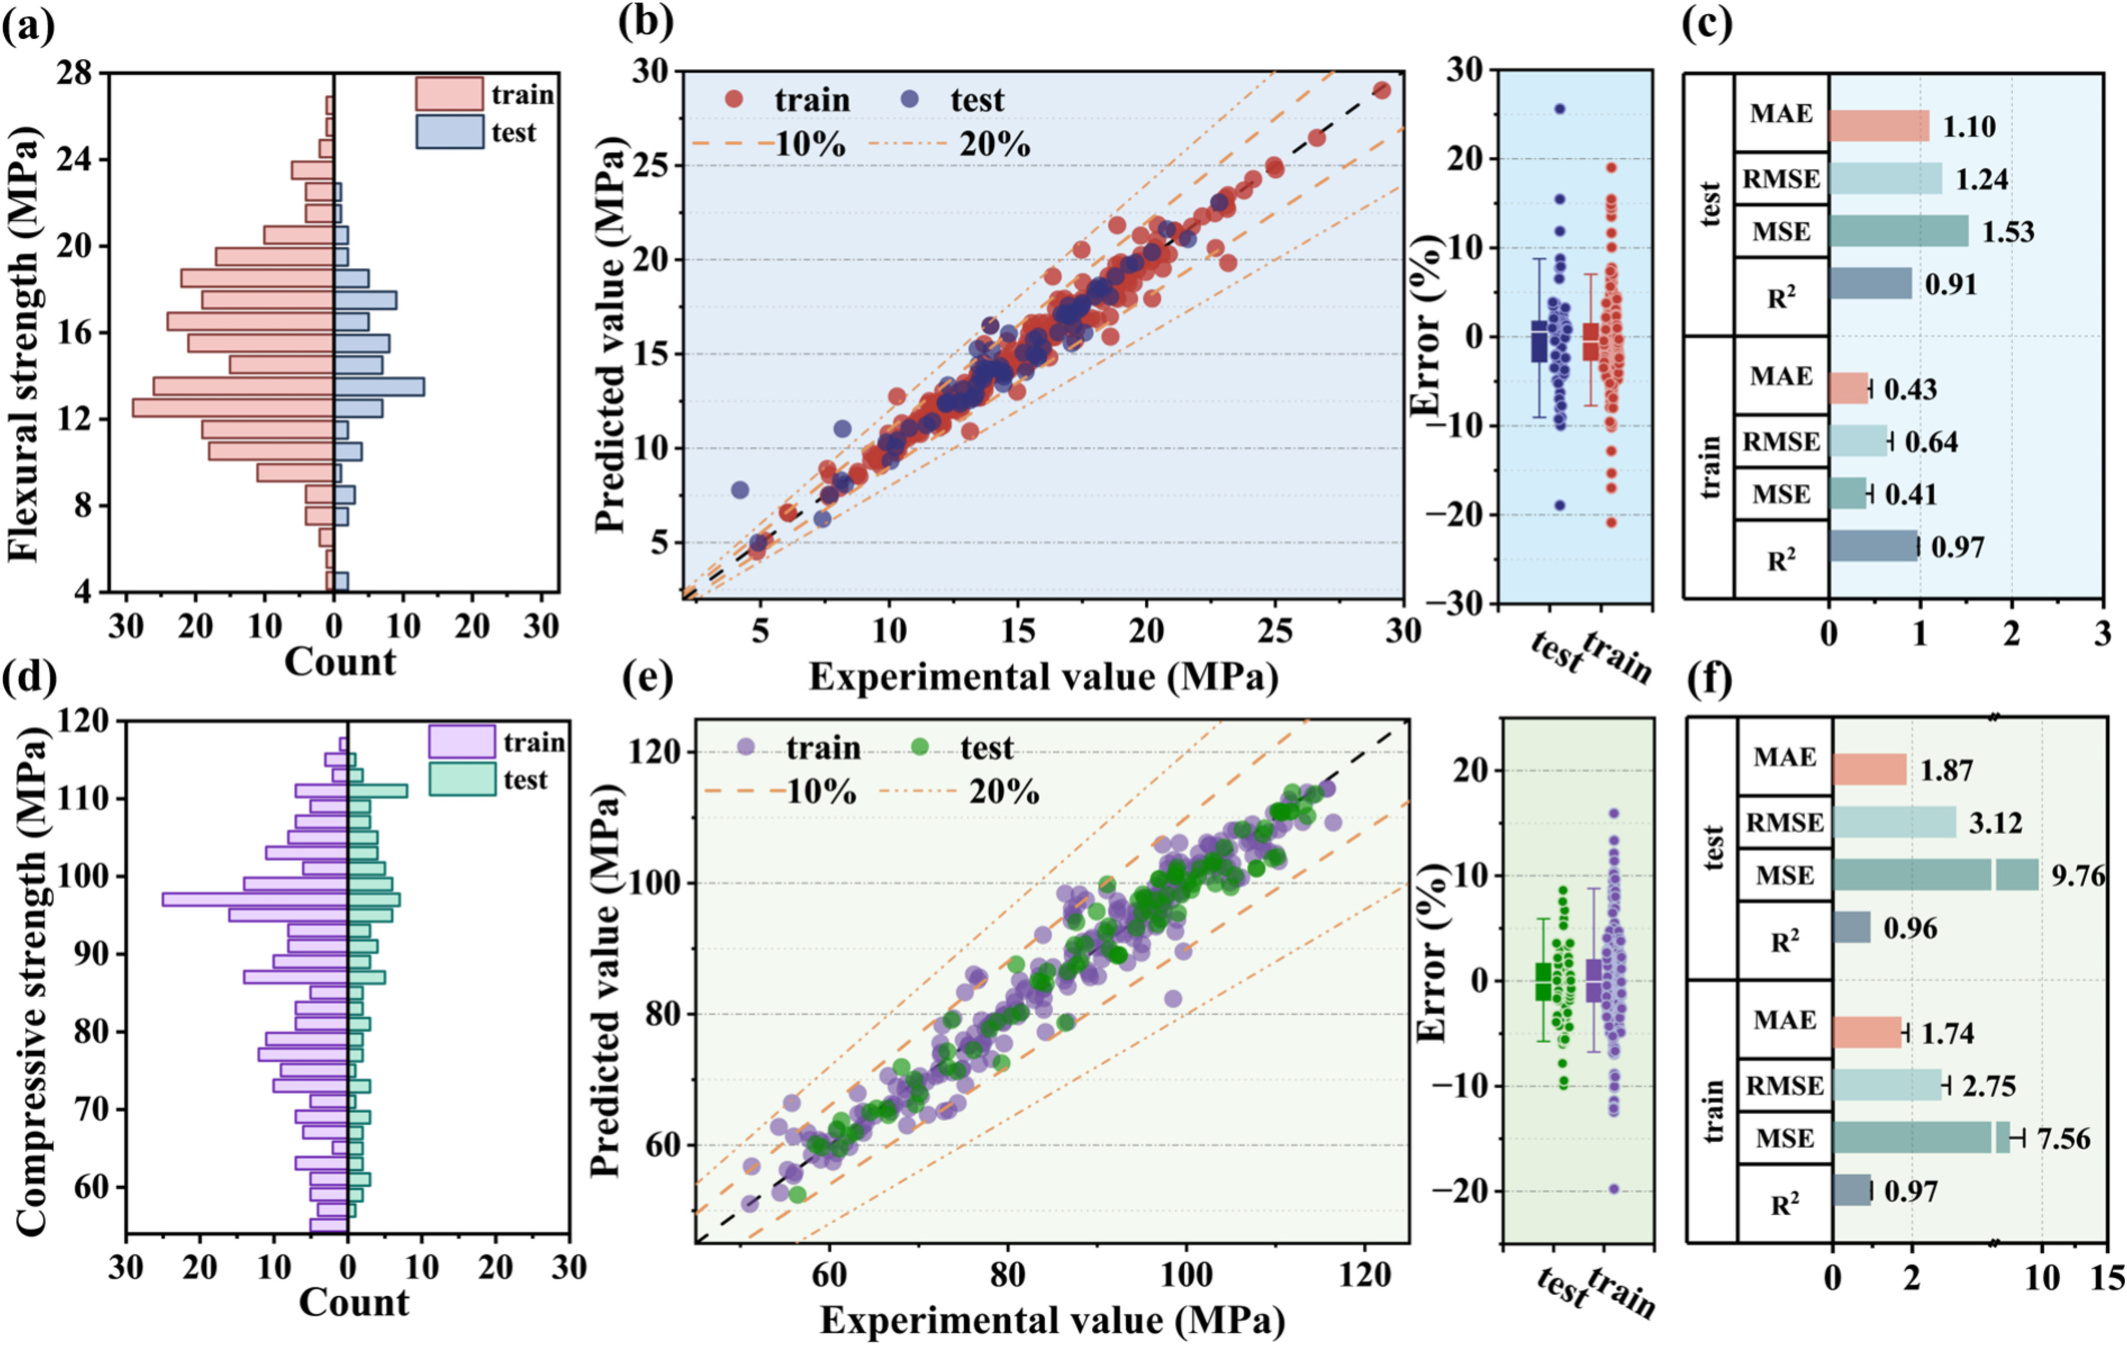 (a)
28
24
20
16
12
8
4
Flexural strength (MPa)
train
test
30 20 10 0 10 20 30
Count
(b)
30
25
20
15
10
5
Predicted value (MPa)
train test
10% 20%
5 10 15 20 25 30
Experimental value (MPa)
30
20
10
0
−10
−20
−30
Error (%)
test train
(c)
test
MAE 1.10
RMSE 1.24
MSE 1.53
R² 0.91
train
MAE 0.43
RMSE 0.64
MSE 0.41
R² 0.97
0 1 2 3
(d)
120
110
100
90
80
70
60
Compressive strength (MPa)
train
test
30 20 10 0 10 20 30
Count
(e)
120
100
80
60
Predicted value (MPa)
train test
10% 20%
60 80 100 120
Experimental value (MPa)
20
10
0
−10
−20
Error (%)
test train
(f)
test
MAE 1.87
RMSE 3.12
MSE 9.76
R² 0.96
train
MAE 1.74
RMSE 2.75
MSE 7.56
R² 0.97
0 2 10 15